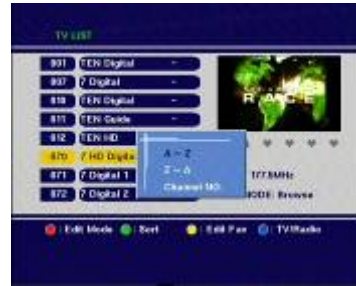 TV LIST
001 TEN Digital -
007 7 Digital -
010 TEN Digital -
011 TEN Guide -
012 TEN HD
070 7 HD Digita
071 7 Digital 1
072 7 Digital 2
RACE
A ~ Z
Z ~ A
Channel NO
177.5MHz
MODE: Browse
Edit Mode Sort Edit Fav TV/Radio